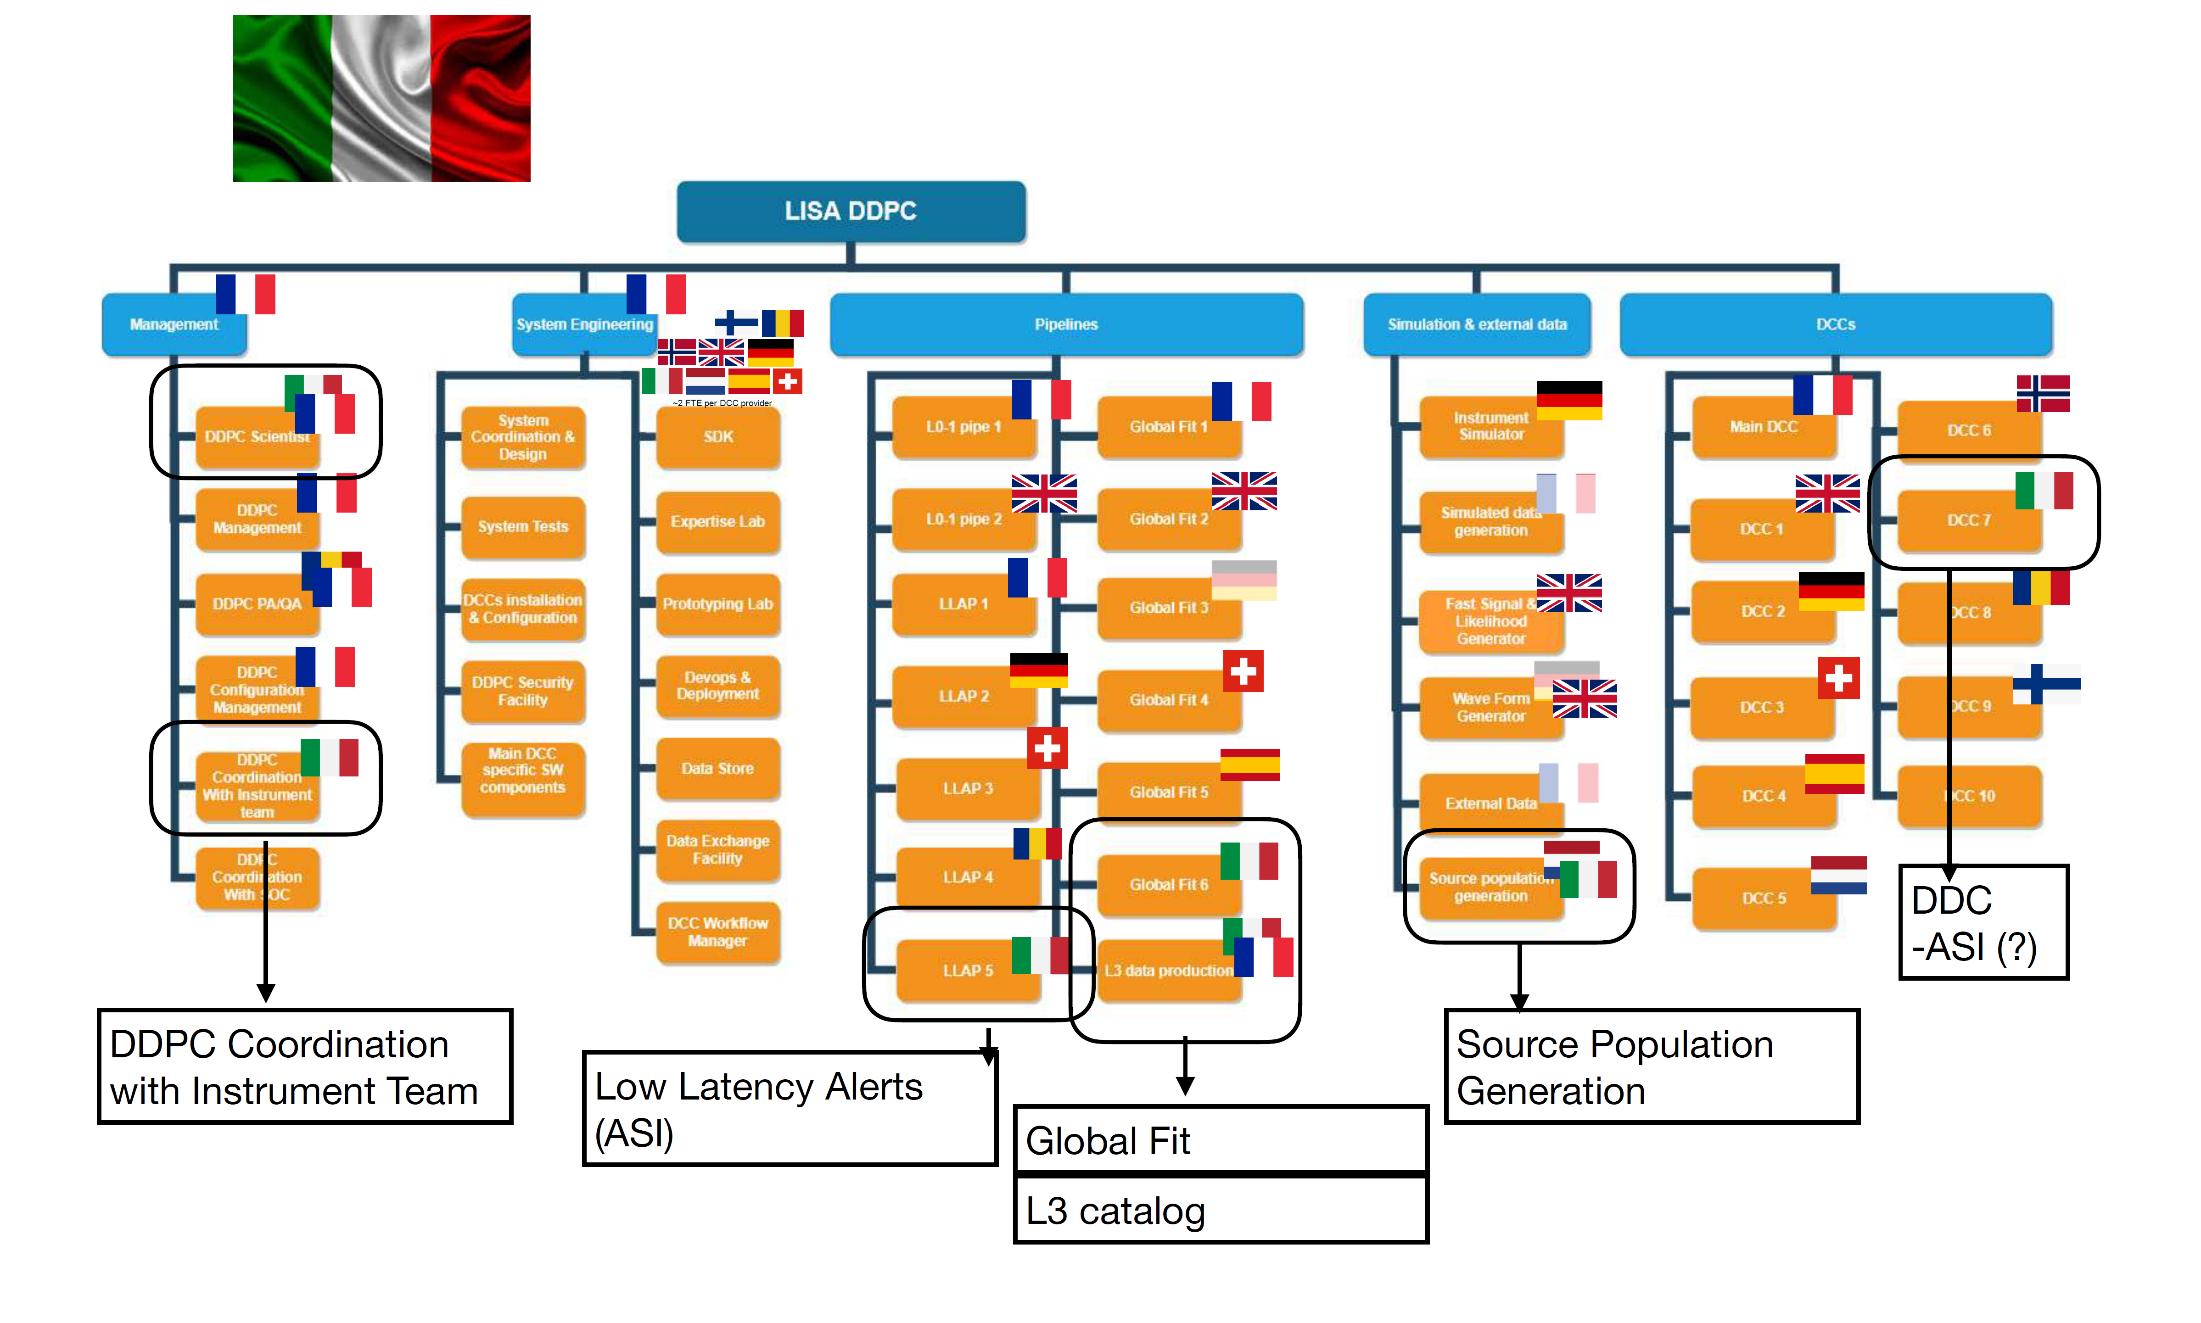 LISA DDPC
Management
System Engineering
Pipelines
Simulation & external data
DCCs
~2 FTE per DCC provider
DDPC Scientist
DDPC
Management
DDPC PA/QA
DDPC
Configuration
Management
DDPC
Coordination
With Instrument
team
DDPC
Coordination
With SOC
System
Coordination &
Design
System Tests
DCCs installation
& Configuration
DDPC Security
Facility
Main DCC
specific SW
components
SDK
Expertise Lab
Prototyping Lab
Devops &
Deployment
Data Store
Data Exchange
Facility
DCC Workflow
Manager
L0-1 pipe 1
L0-1 pipe 2
LLAP 1
LLAP 2
LLAP 3
LLAP 4
LLAP 5
Global Fit 1
Global Fit 2
Global Fit 3
Global Fit 4
Global Fit 5
Global Fit 6
L3 data production
Instrument
Simulator
Simulated data
generation
Fast Signal &
Likelihood
Generator
Wave Form
Generator
External Data
Source population
generation
Main DCC
DCC 1
DCC 2
DCC 3
DCC 4
DCC 5
DCC 6
DCC 7
DCC 8
DCC 9
DCC 10
DDPC Coordination
with Instrument Team
Low Latency Alerts
(ASI)
Global Fit
L3 catalog
Source Population
Generation
DDC
-ASI (?)